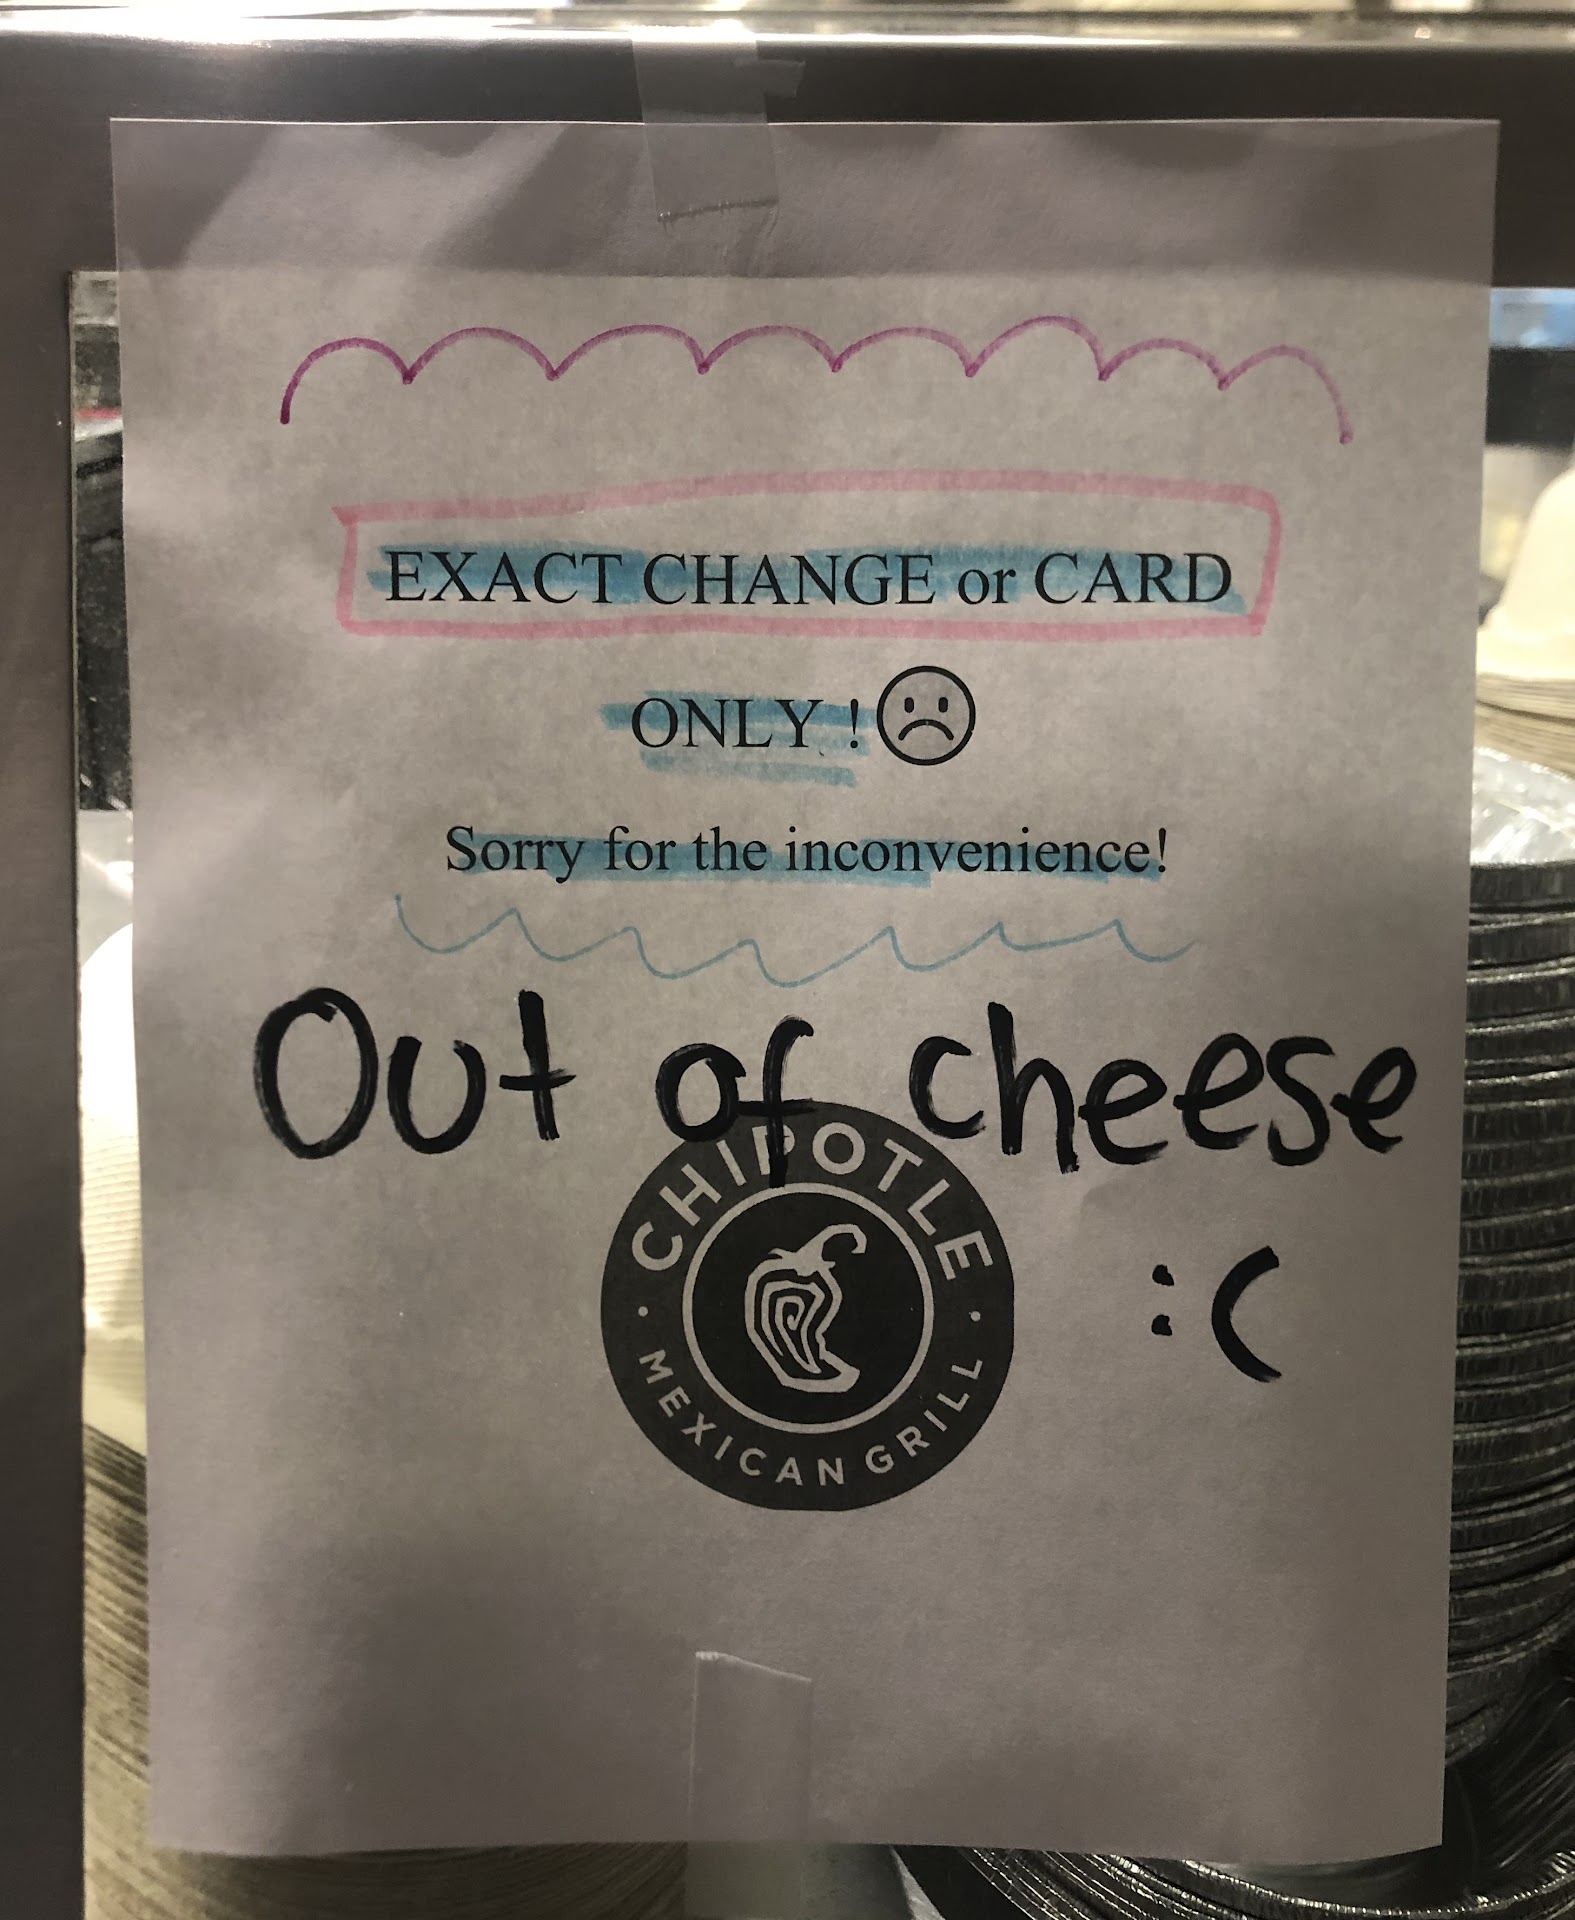 EXACT CHANGE or CARD
ONLY !
Sorry for the inconvenience!
Out of cheese
:(
CHIPOTLE
MEXICAN GRILL